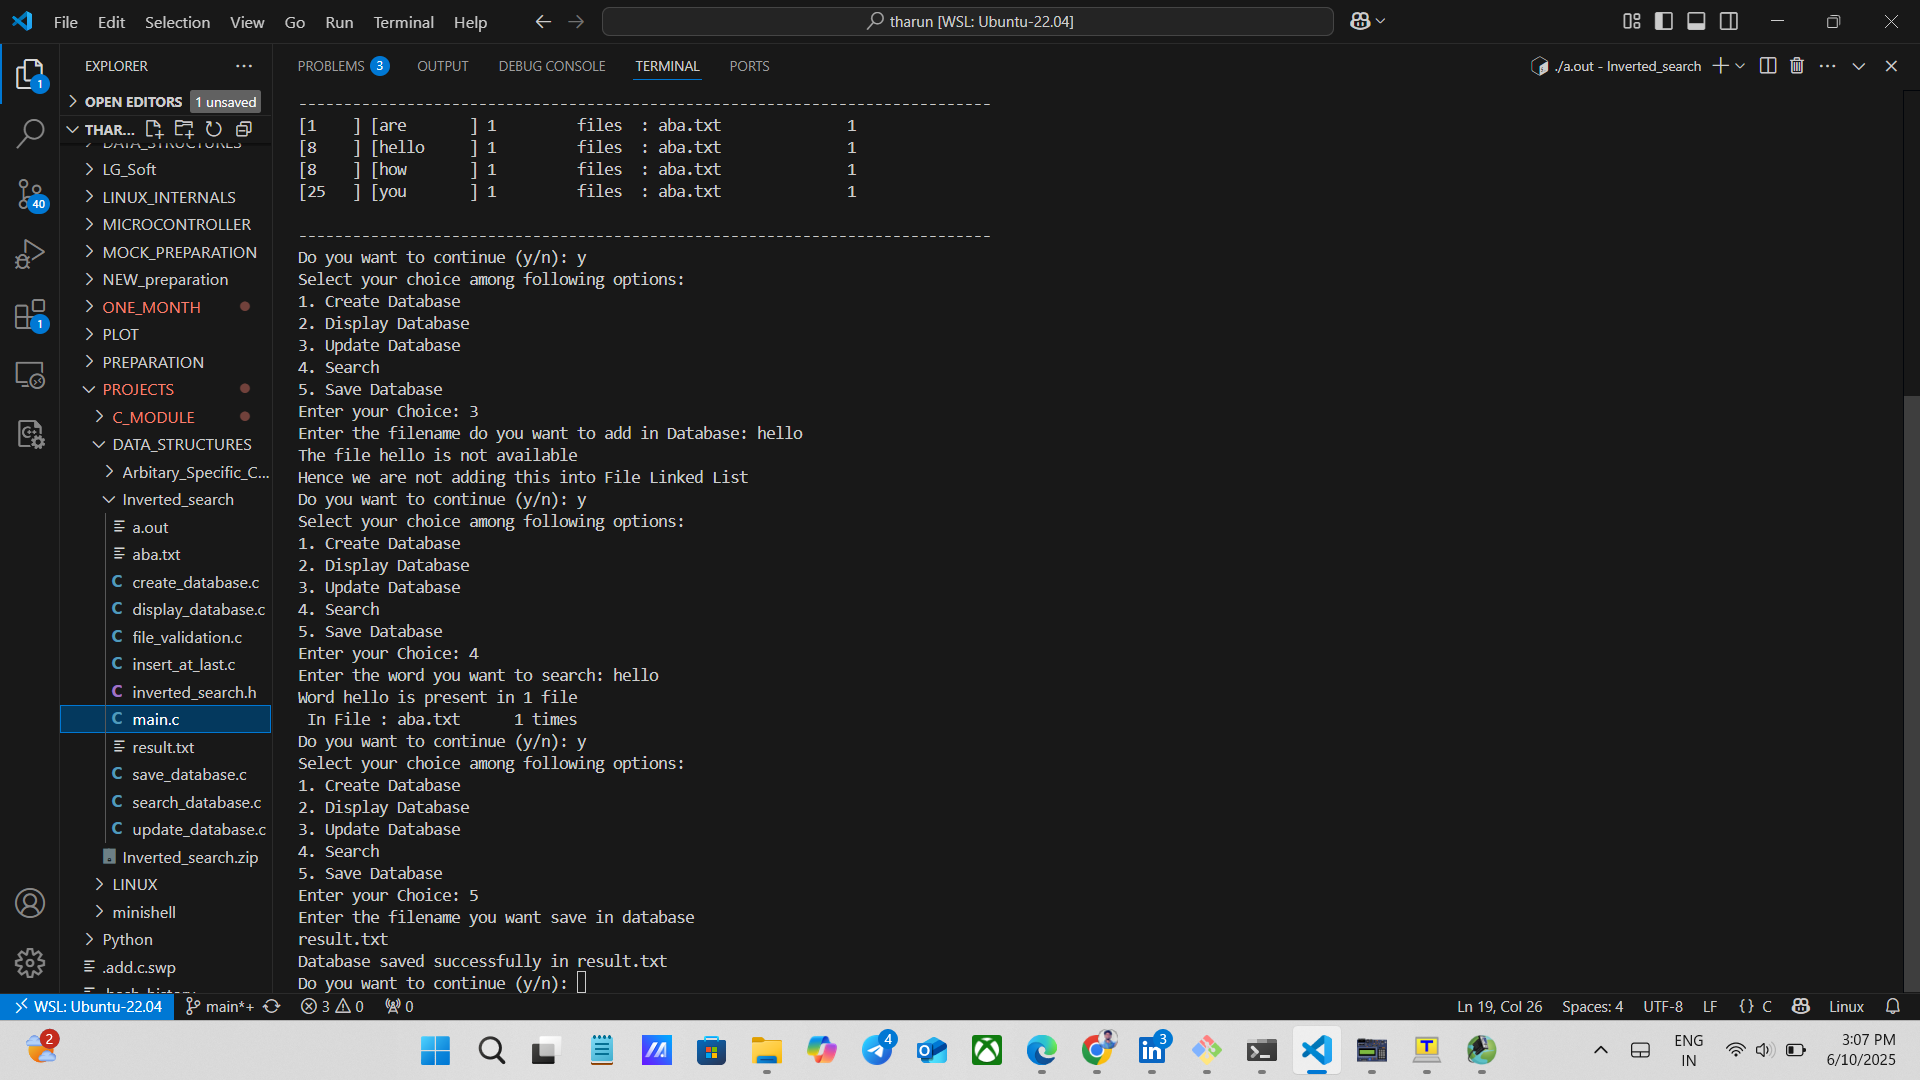 File Edit Selection View Go Run Terminal Help
tharun [WSL: Ubuntu-22.04]
EXPLORER
OPEN EDITORS 1 unsaved
THAR...
DATA_STRUCTURES
LG_Soft
LINUX_INTERNALS
MICROCONTROLLER
MOCK_PREPARATION
NEW_preparation
ONE_MONTH
PLOT
PREPARATION
PROJECTS
C_MODULE
DATA_STRUCTURES
Arbitary_Specific_C...
Inverted_search
a.out
aba.txt
C create_database.c
C display_database.c
C file_validation.c
C insert_at_last.c
C inverted_search.h
C main.c
result.txt
C save_database.c
C search_database.c
C update_database.c
Inverted_search.zip
LINUX
minishell
Python
.add.c.swp
1
40
1
PROBLEMS 3 OUTPUT DEBUG CONSOLE TERMINAL PORTS
./a.out - Inverted_search
-----------------------------------------------------------------------------
[1    ] [are       ] 1         files  : aba.txt              1
[8    ] [hello     ] 1         files  : aba.txt              1
[8    ] [how       ] 1         files  : aba.txt              1
[25   ] [you       ] 1         files  : aba.txt              1
-----------------------------------------------------------------------------
Do you want to continue (y/n): y
Select your choice among following options:
1. Create Database
2. Display Database
3. Update Database
4. Search
5. Save Database
Enter your Choice: 3
Enter the filename do you want to add in Database: hello
The file hello is not available
Hence we are not adding this into File Linked List
Do you want to continue (y/n): y
Select your choice among following options:
1. Create Database
2. Display Database
3. Update Database
4. Search
5. Save Database
Enter your Choice: 4
Enter the word you want to search: hello
Word hello is present in 1 file
In File : aba.txt      1 times
Do you want to continue (y/n): y
Select your choice among following options:
1. Create Database
2. Display Database
3. Update Database
4. Search
5. Save Database
Enter your Choice: 5
Enter the filename you want save in database
result.txt
Database saved successfully in result.txt
Do you want to continue (y/n):
WSL: Ubuntu-22.04 main*+ 3 0 0 Ln 19, Col 26 Spaces: 4 UTF-8 LF {} C Linux
2
4
3
ENG
IN
3:07 PM
6/10/2025